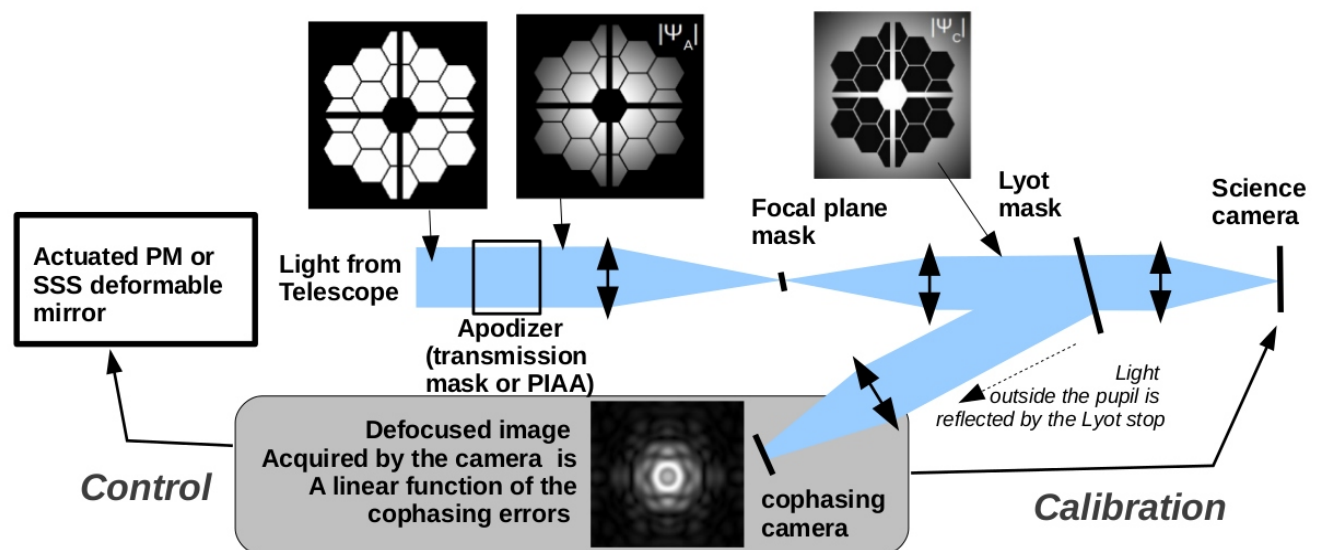 |Ψ_A|
|Ψ_C|
Actuated PM or
SSS deformable
mirror
Light from
Telescope
Apodizer
(transmission
mask or PIAA)
Focal plane
mask
Lyot
mask
Science
camera
Light
outside the pupil is
reflected by the Lyot stop
Defocused image
Acquired by the camera is
A linear function of the
cophasing errors
cophasing
camera
Control
Calibration